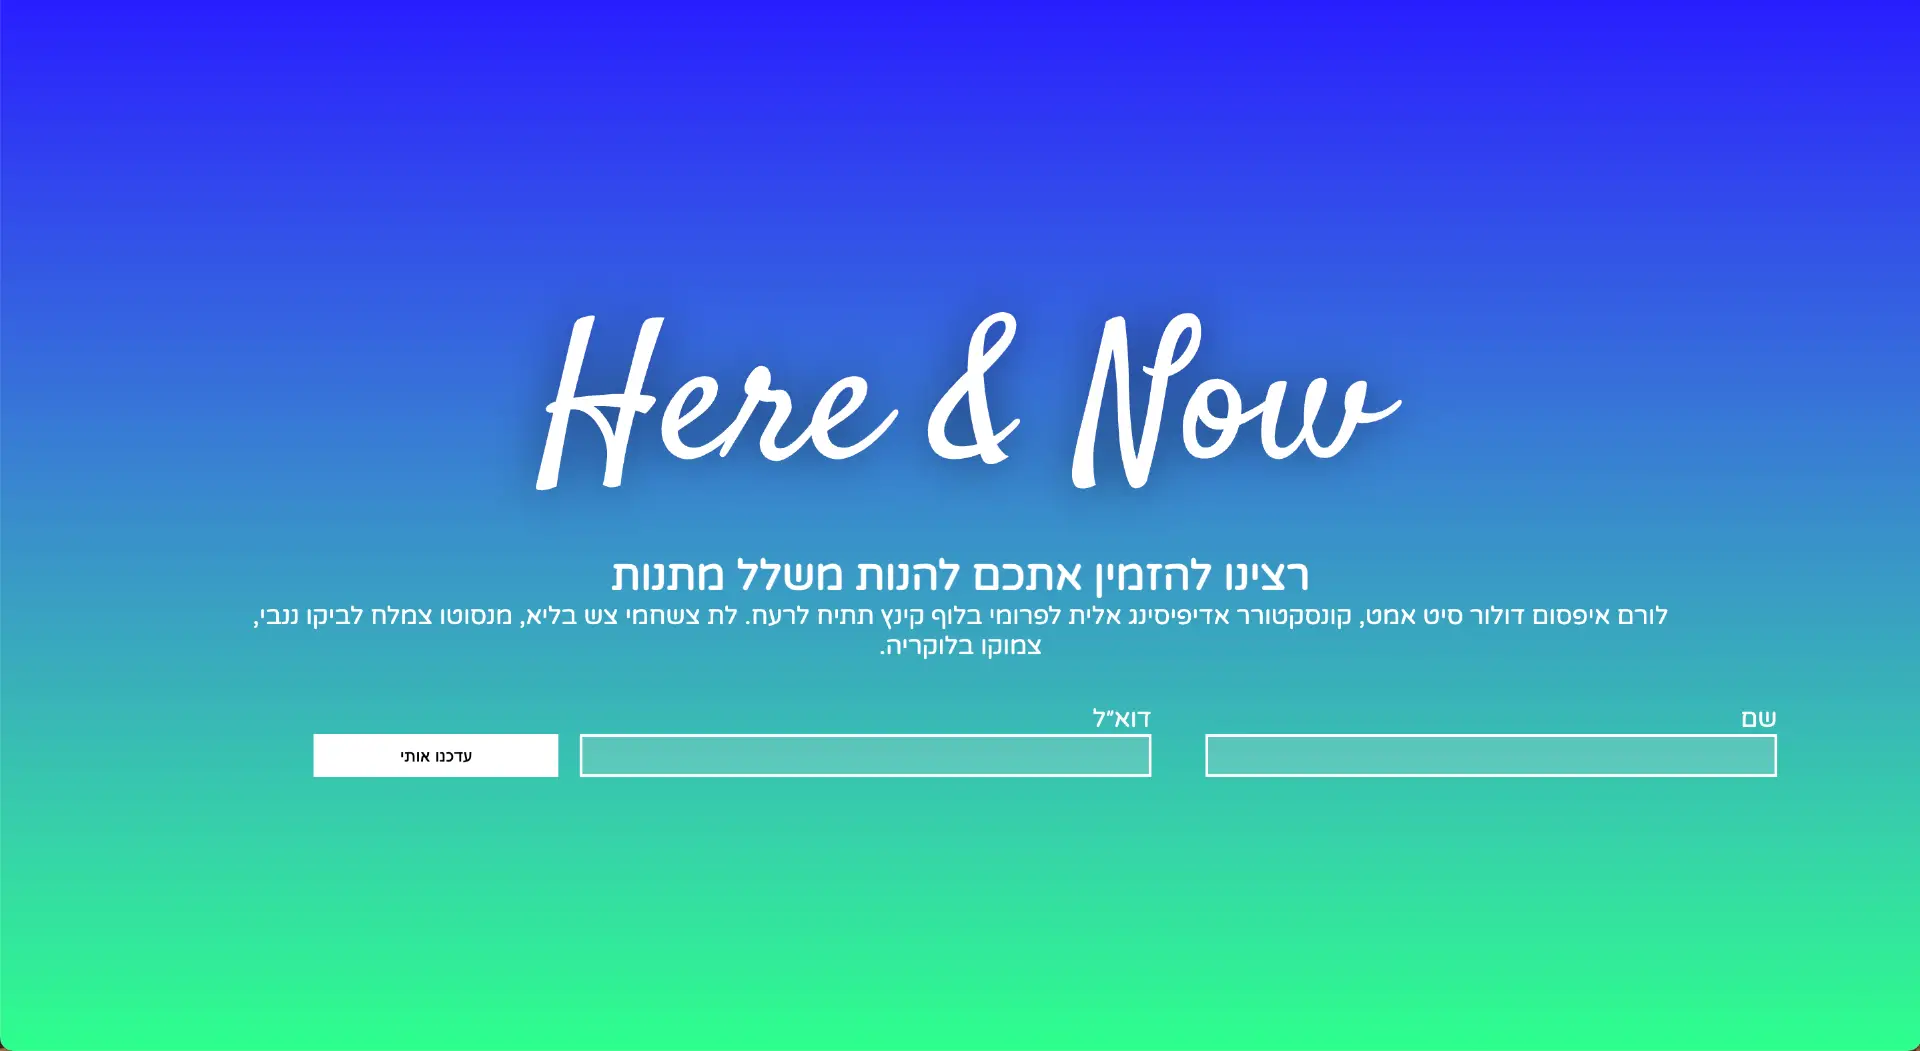 Here & Now
רצינו להזמין אתכם להנות משלל מתנות
לורם איפסום דולור סיט אמט, קונסקטורר אדיפיסינג אלית לפרומי בלוף קינץ תתיח לרעח. לת צשחמי צש בליא, מנסוטו צמלח לביקו ננבי,
צמוקו בלוקריה.
שם
דוא״ל
עדכנו אותי